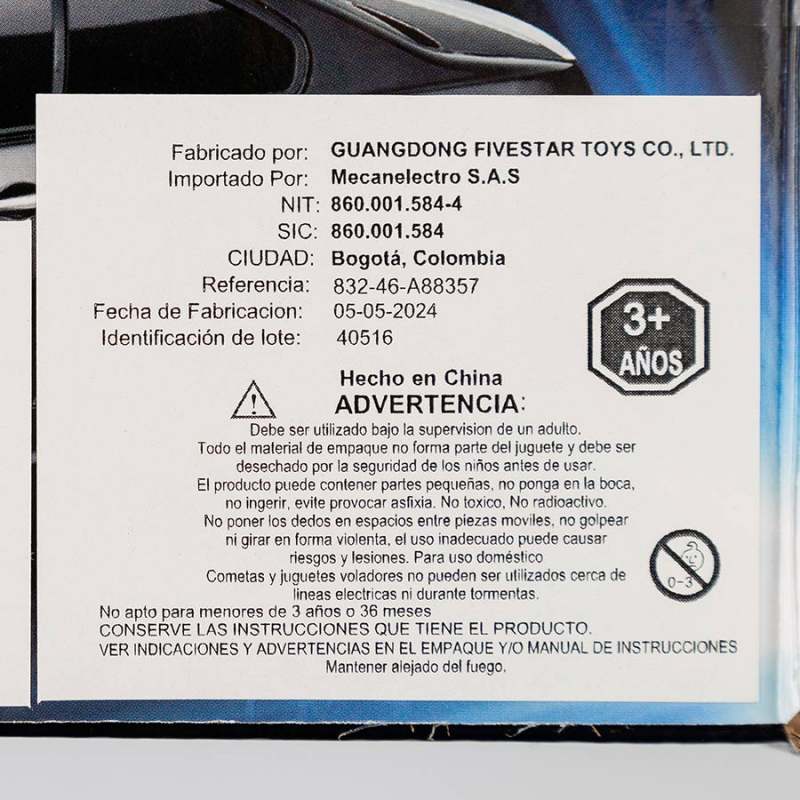 Fabricado por: GUANGDONG FIVESTAR TOYS CO., LTD.
Importado Por: Mecanelectro S.A.S
NIT: 860.001.584-4
SIC: 860.001.584
CIUDAD: Bogotá, Colombia
Referencia: 832-46-A88357
Fecha de Fabricacion: 05-05-2024
Identificación de lote: 40516
3+
AÑOS
Hecho en China
ADVERTENCIA:
Debe ser utilizado bajo la supervision de un adulto.
Todo el material de empaque no forma parte del juguete y debe ser
desechado por la seguridad de los niños antes de usar.
El producto puede contener partes pequeñas, no ponga en la boca,
no ingerir, evite provocar asfixia. No toxico, No radioactivo.
No poner los dedos en espacios entre piezas moviles, no golpear
ni girar en forma violenta, el uso inadecuado puede causar
riesgos y lesiones. Para uso doméstico
Cometas y juguetes voladores no pueden ser utilizados cerca de
lineas electricas ni durante tormentas.
0-3
No apto para menores de 3 años o 36 meses
CONSERVE LAS INSTRUCCIONES QUE TIENE EL PRODUCTO.
VER INDICACIONES Y ADVERTENCIAS EN EL EMPAQUE Y/O MANUAL DE INSTRUCCIONES
Mantener alejado del fuego.